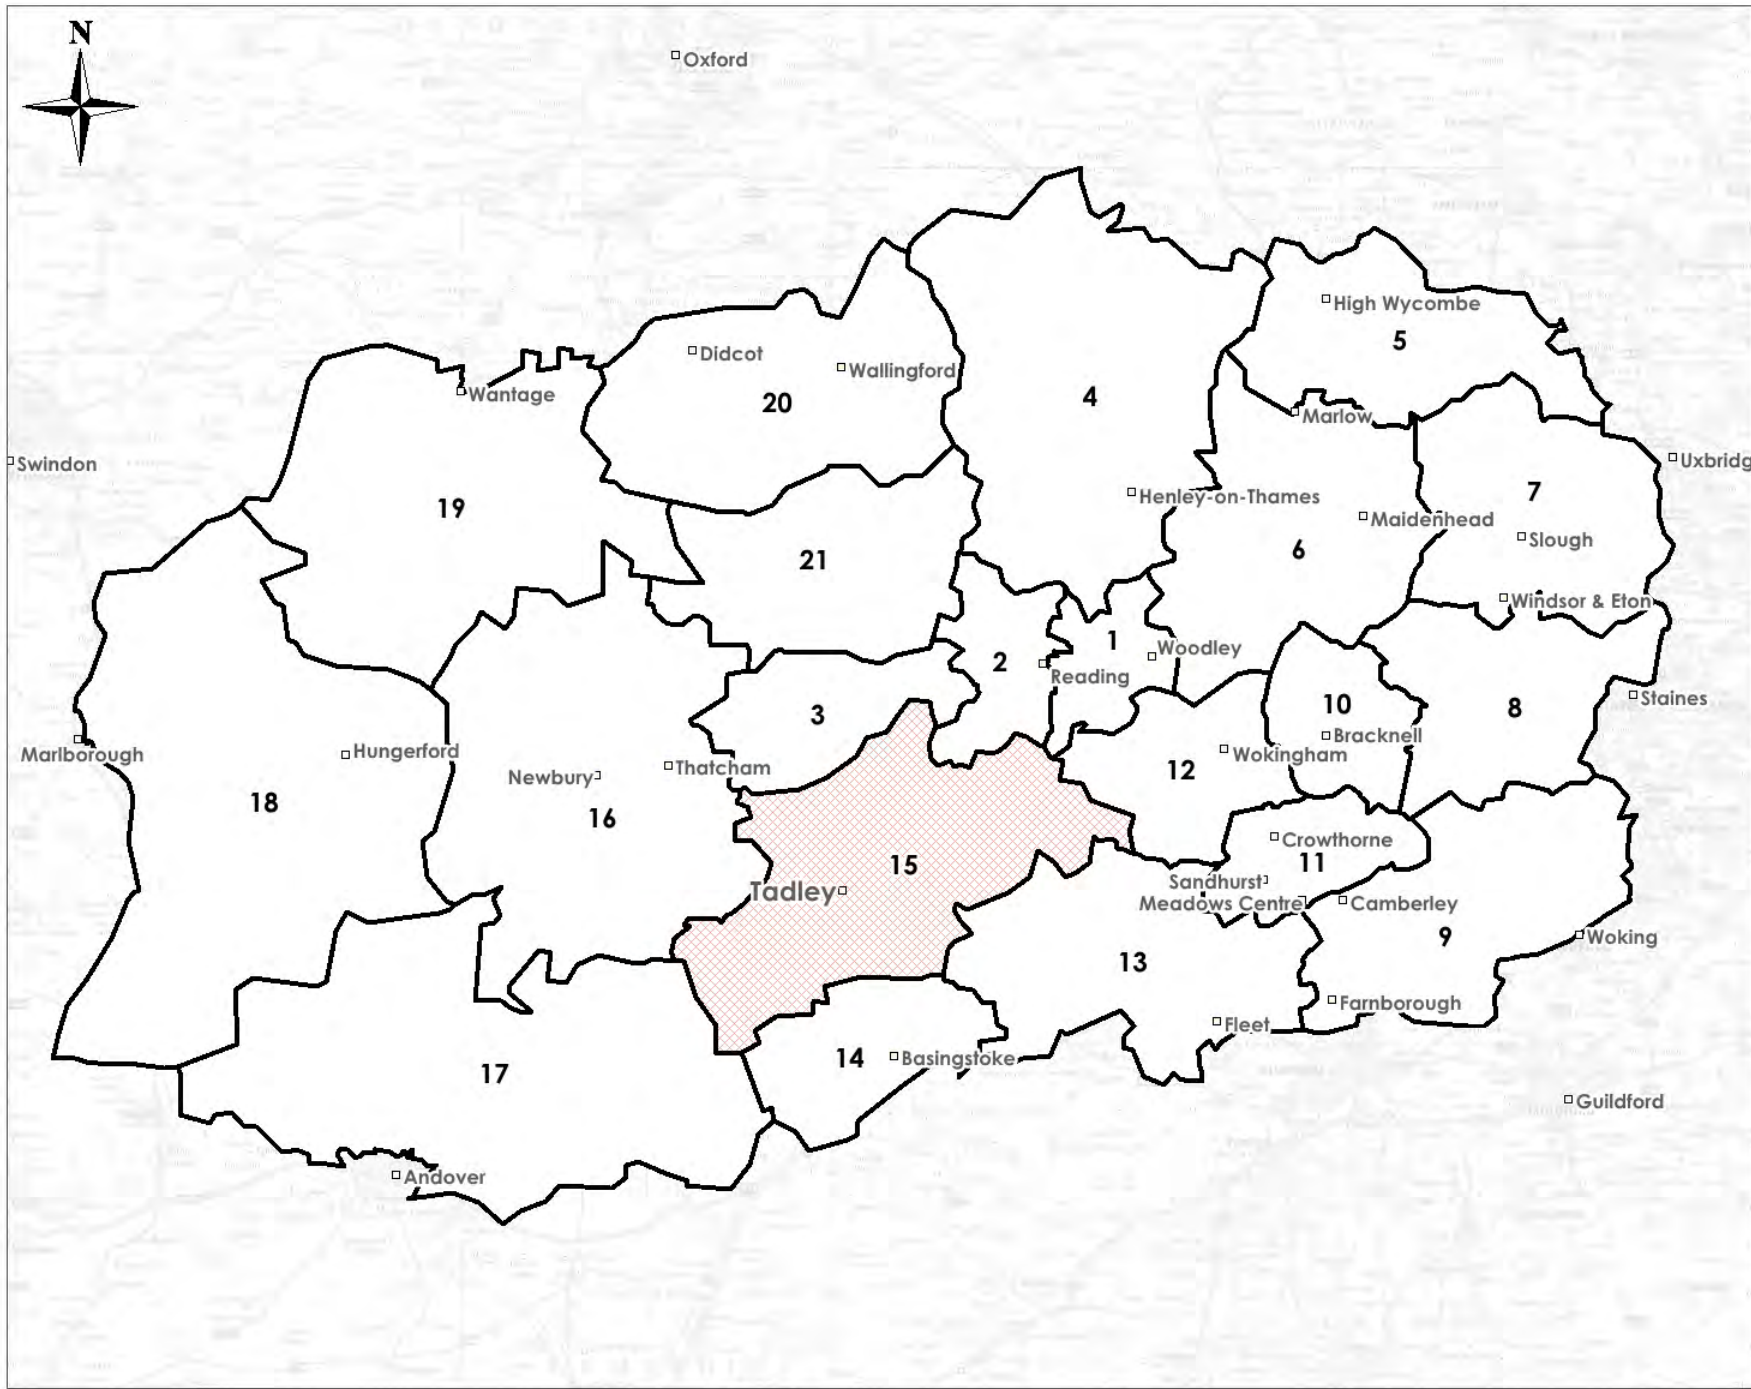 N
Oxford
High Wycombe
5
Didcot
Wallingford
20
4
Wantage
Marlow
Swindon
Uxbridg
19
Henley-on-Thames
7
Maidenhead
Slough
21
6
Windsor & Eton
1
2
Woodley
Reading
Staines
3
10
8
Bracknell
Marlborough
Hungerford
Wokingham
Newbury
Thatcham
12
18
16
Crowthorne
15
11
Tadley
Sandhurst
Meadows Centre
Camberley
9
Woking
13
Farnborough
Fleet
14
Basingstoke
17
Guildford
Andover